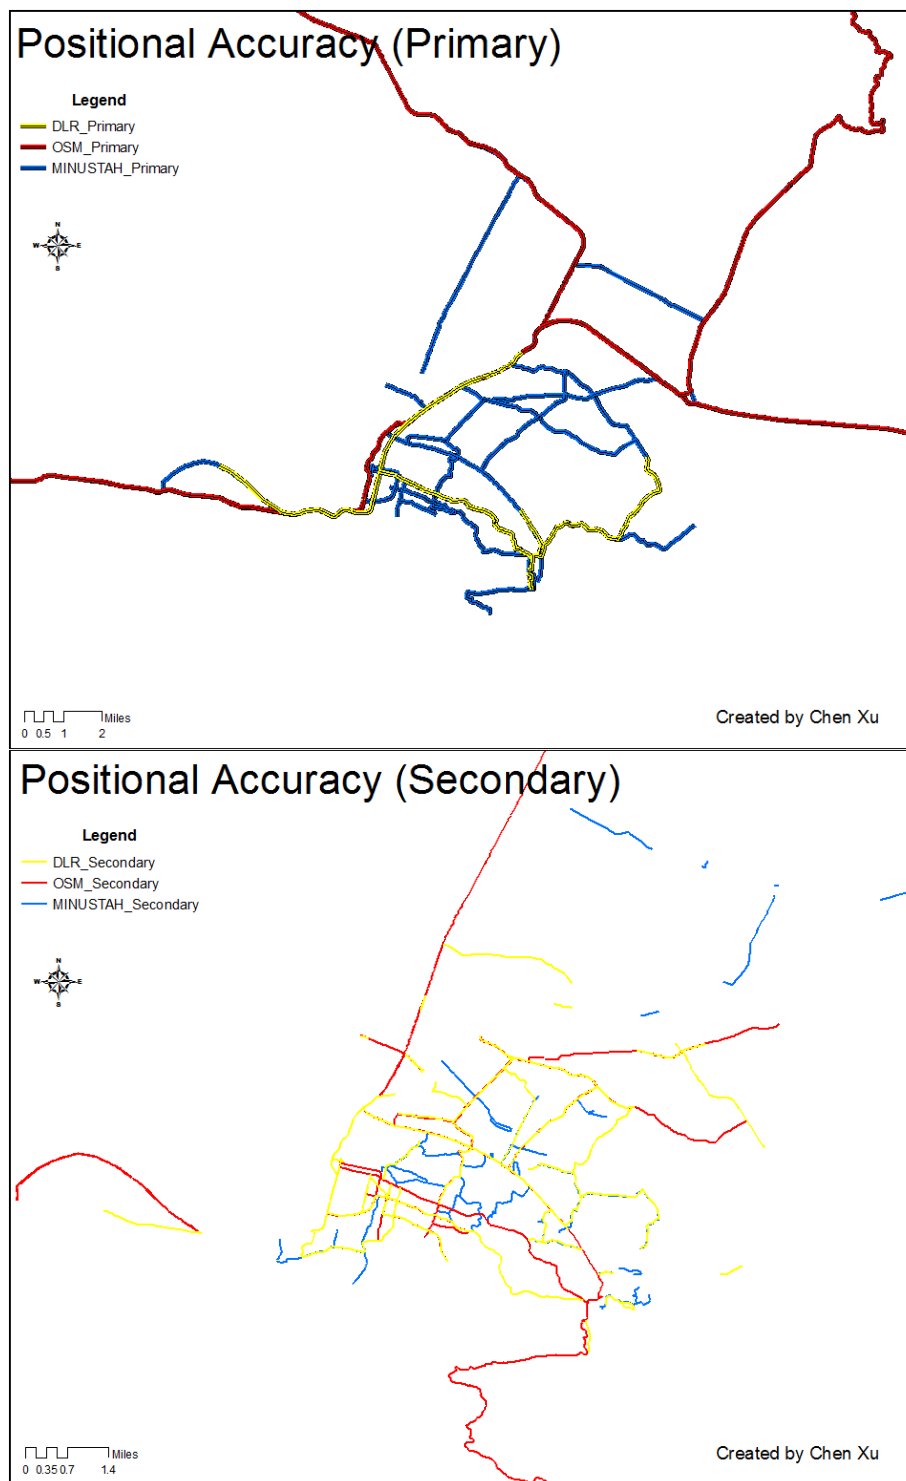 Positional Accuracy (Primary)
Legend
DLR_Primary
OSM_Primary
MINUSTAH_Primary
N
W E
S
Miles
0 0.5 1 2
Created by Chen Xu
Positional Accuracy (Secondary)
Legend
DLR_Secondary
OSM_Secondary
MINUSTAH_Secondary
N
W E
S
Miles
0 0.35 0.7 1.4
Created by Chen Xu